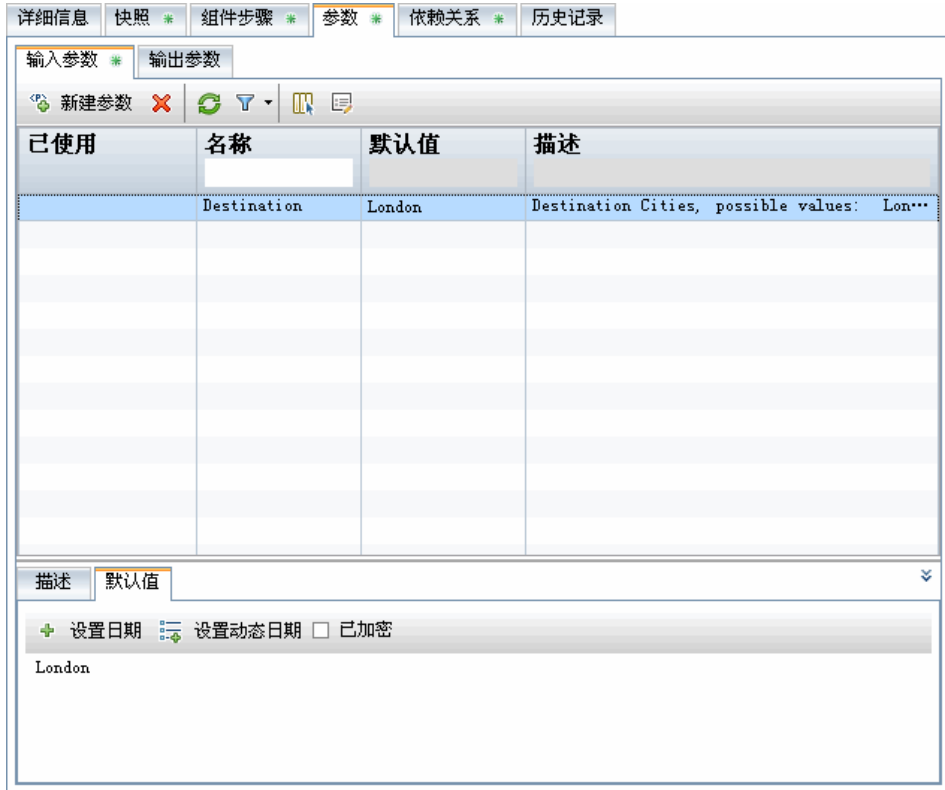 详细信息 快照 * 组件步骤 * 参数 * 依赖关系 * 历史记录
输入参数 * 输出参数
新建参数
已使用 名称 默认值 描述
Destination London Destination Cities, possible values: Lon...
描述 默认值
设置日期 设置动态日期 已加密
London